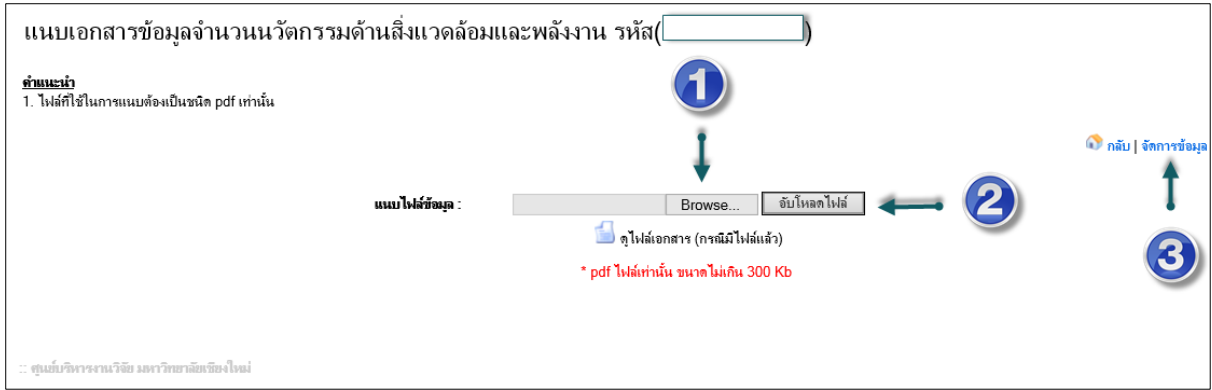 แนบเอกสารข้อมูลจำนวนนวัตกรรมด้านสิ่งแวดล้อมและพลังงาน รหัส( )
คำแนะนำ
1. ไฟล์ที่ใช้ในการแนบต้องเป็นชนิด pdf เท่านั้น
1
กลับ | จัดการข้อมูล
แนบไฟล์ข้อมูล : Browse... อัปโหลดไฟล์ 2
ดูไฟล์เอกสาร (กรณีมีไฟล์แล้ว)
3
* pdf ไฟล์เท่านั้น ขนาดไม่เกิน 300 Kb
:: ศูนย์บริหารงานวิจัย มหาวิทยาลัยเชียงใหม่